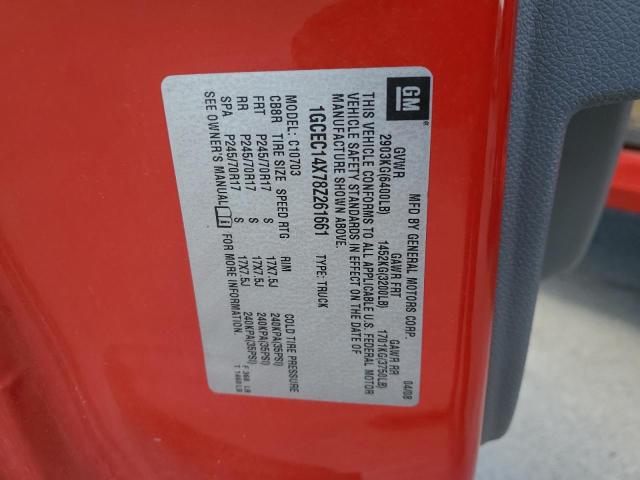 GM
MFD BY GENERAL MOTORS CORP. 04/08
GVWR GAWR FRT GAWR RR
2903KG(6400LB) 1452KG(3200LB) 1701KG(3750LB)
THIS VEHICLE CONFORMS TO ALL APPLICABLE U.S. FEDERAL MOTOR
VEHICLE SAFETY STANDARDS IN EFFECT ON THE DATE OF
MANUFACTURE SHOWN ABOVE.
1GCEC14X78Z261661 TYPE: TRUCK
MODEL: C10703
CB8R TIRE SIZE SPEED RTG RIM COLD TIRE PRESSURE
FRT P245/70R17 S 17X7.5J 240KPA(35PSI)
RR P245/70R17 S 17X7.5J 240KPA(35PSI)
SPA P245/70R17 S 17X7.5J 240KPA(35PSI)
SEE OWNER'S MANUAL FOR MORE INFORMATION.